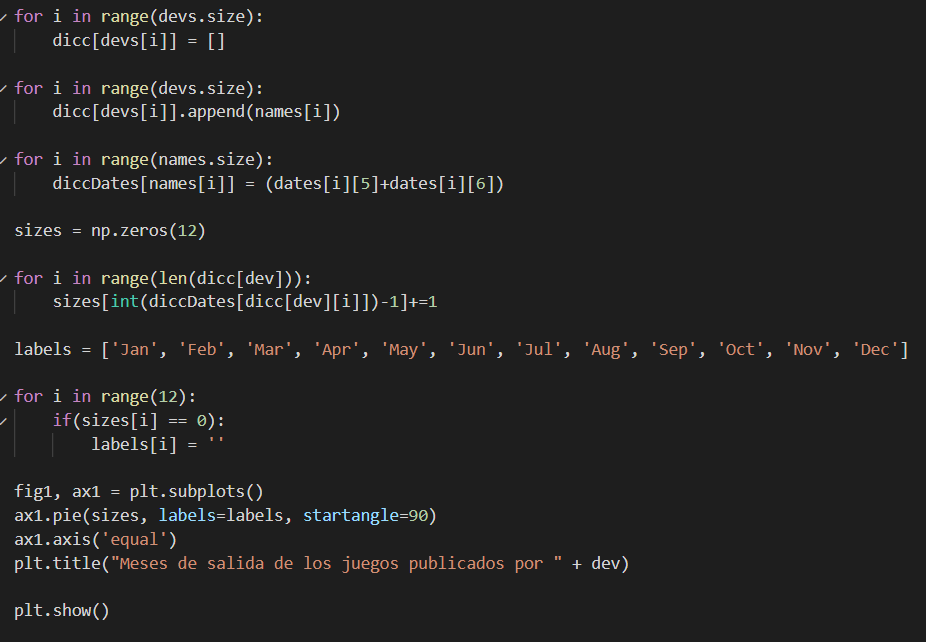 for i in range(devs.size):
    dicc[devs[i]] = []
for i in range(devs.size):
    dicc[devs[i]].append(names[i])
for i in range(names.size):
    diccDates[names[i]] = (dates[i][5]+dates[i][6])
sizes = np.zeros(12)
for i in range(len(dicc[dev])):
    sizes[int(diccDates[dicc[dev][i]])-1]+=1
labels = ['Jan', 'Feb', 'Mar', 'Apr', 'May', 'Jun', 'Jul', 'Aug', 'Sep', 'Oct', 'Nov', 'Dec']
for i in range(12):
    if(sizes[i] == 0):
        labels[i] = ''
fig1, ax1 = plt.subplots()
ax1.pie(sizes, labels=labels, startangle=90)
ax1.axis('equal')
plt.title("Meses de salida de los juegos publicados por " + dev)
plt.show()